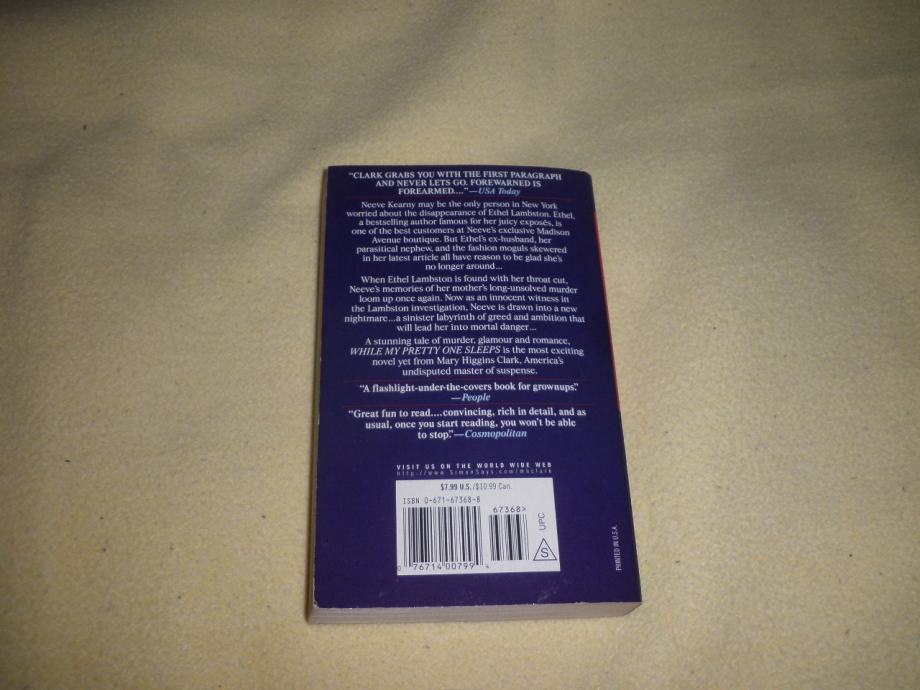 "CLARK GRABS YOU WITH THE FIRST PARAGRAPH
AND NEVER LETS GO. FOREWARNED IS
FOREARMED...."—USA Today
Neeve Kearny may be the only person in New York
worried about the disappearance of Ethel Lambston. Ethel,
a bestselling author famous for her juicy exposés, is
one of the best customers at Neeve's exclusive Madison
Avenue boutique. But Ethel's ex-husband, her
parasitical nephew, and the fashion moguls skewered
in her latest article all have reason to be glad she's
no longer around...
When Ethel Lambston is found with her throat cut,
Neeve's memories of her mother's long-unsolved murder
loom up once again. Now as an innocent witness in
the Lambston investigation, Neeve is drawn into a new
nightmare...a sinister labyrinth of greed and ambition that
will lead her into mortal danger...
A stunning tale of murder, glamour and romance,
WHILE MY PRETTY ONE SLEEPS is the most exciting
novel yet from Mary Higgins Clark, America's
undisputed master of suspense.
"A flashlight-under-the-covers book for grownups."
—People
"Great fun to read....convincing, rich in detail, and as
usual, once you start reading, you won't be able
to stop."—Cosmopolitan
VISIT US ON THE WORLD WIDE WEB
http://www.SimonSays.com/mhclark
$7.99 U.S./$10.99 Can.
ISBN 0-671-67368-8
67368>
0 76714 00799 4
UPC
S
PRINTED IN U.S.A.